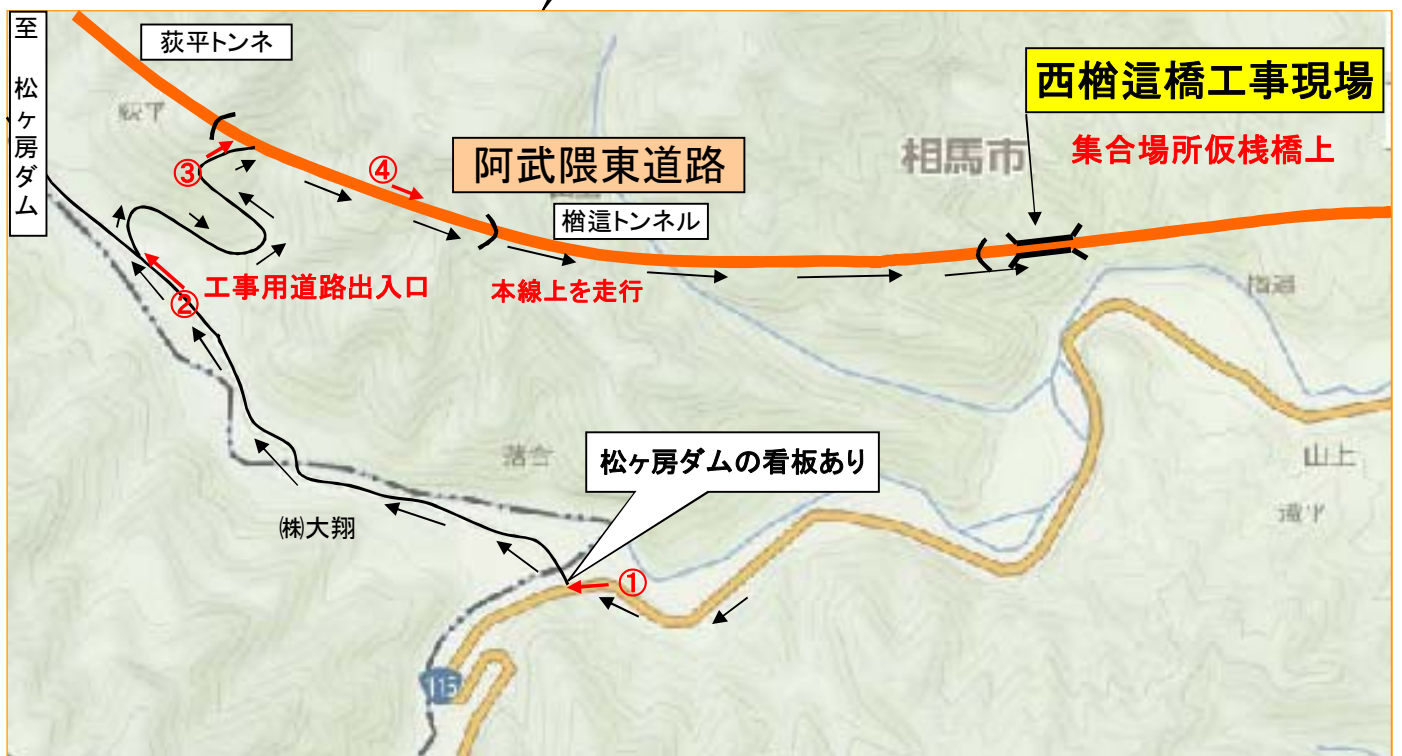 至 松ヶ房ダム
荻平トンネ
荻平
西楢這橋工事現場
集合場所仮桟橋上
相馬市
阿武隈東道路
③
④
楢這トンネル
工事用道路出入口
②
本線上を走行
落合
松ヶ房ダムの看板あり
山上
㈱大翔
①
115